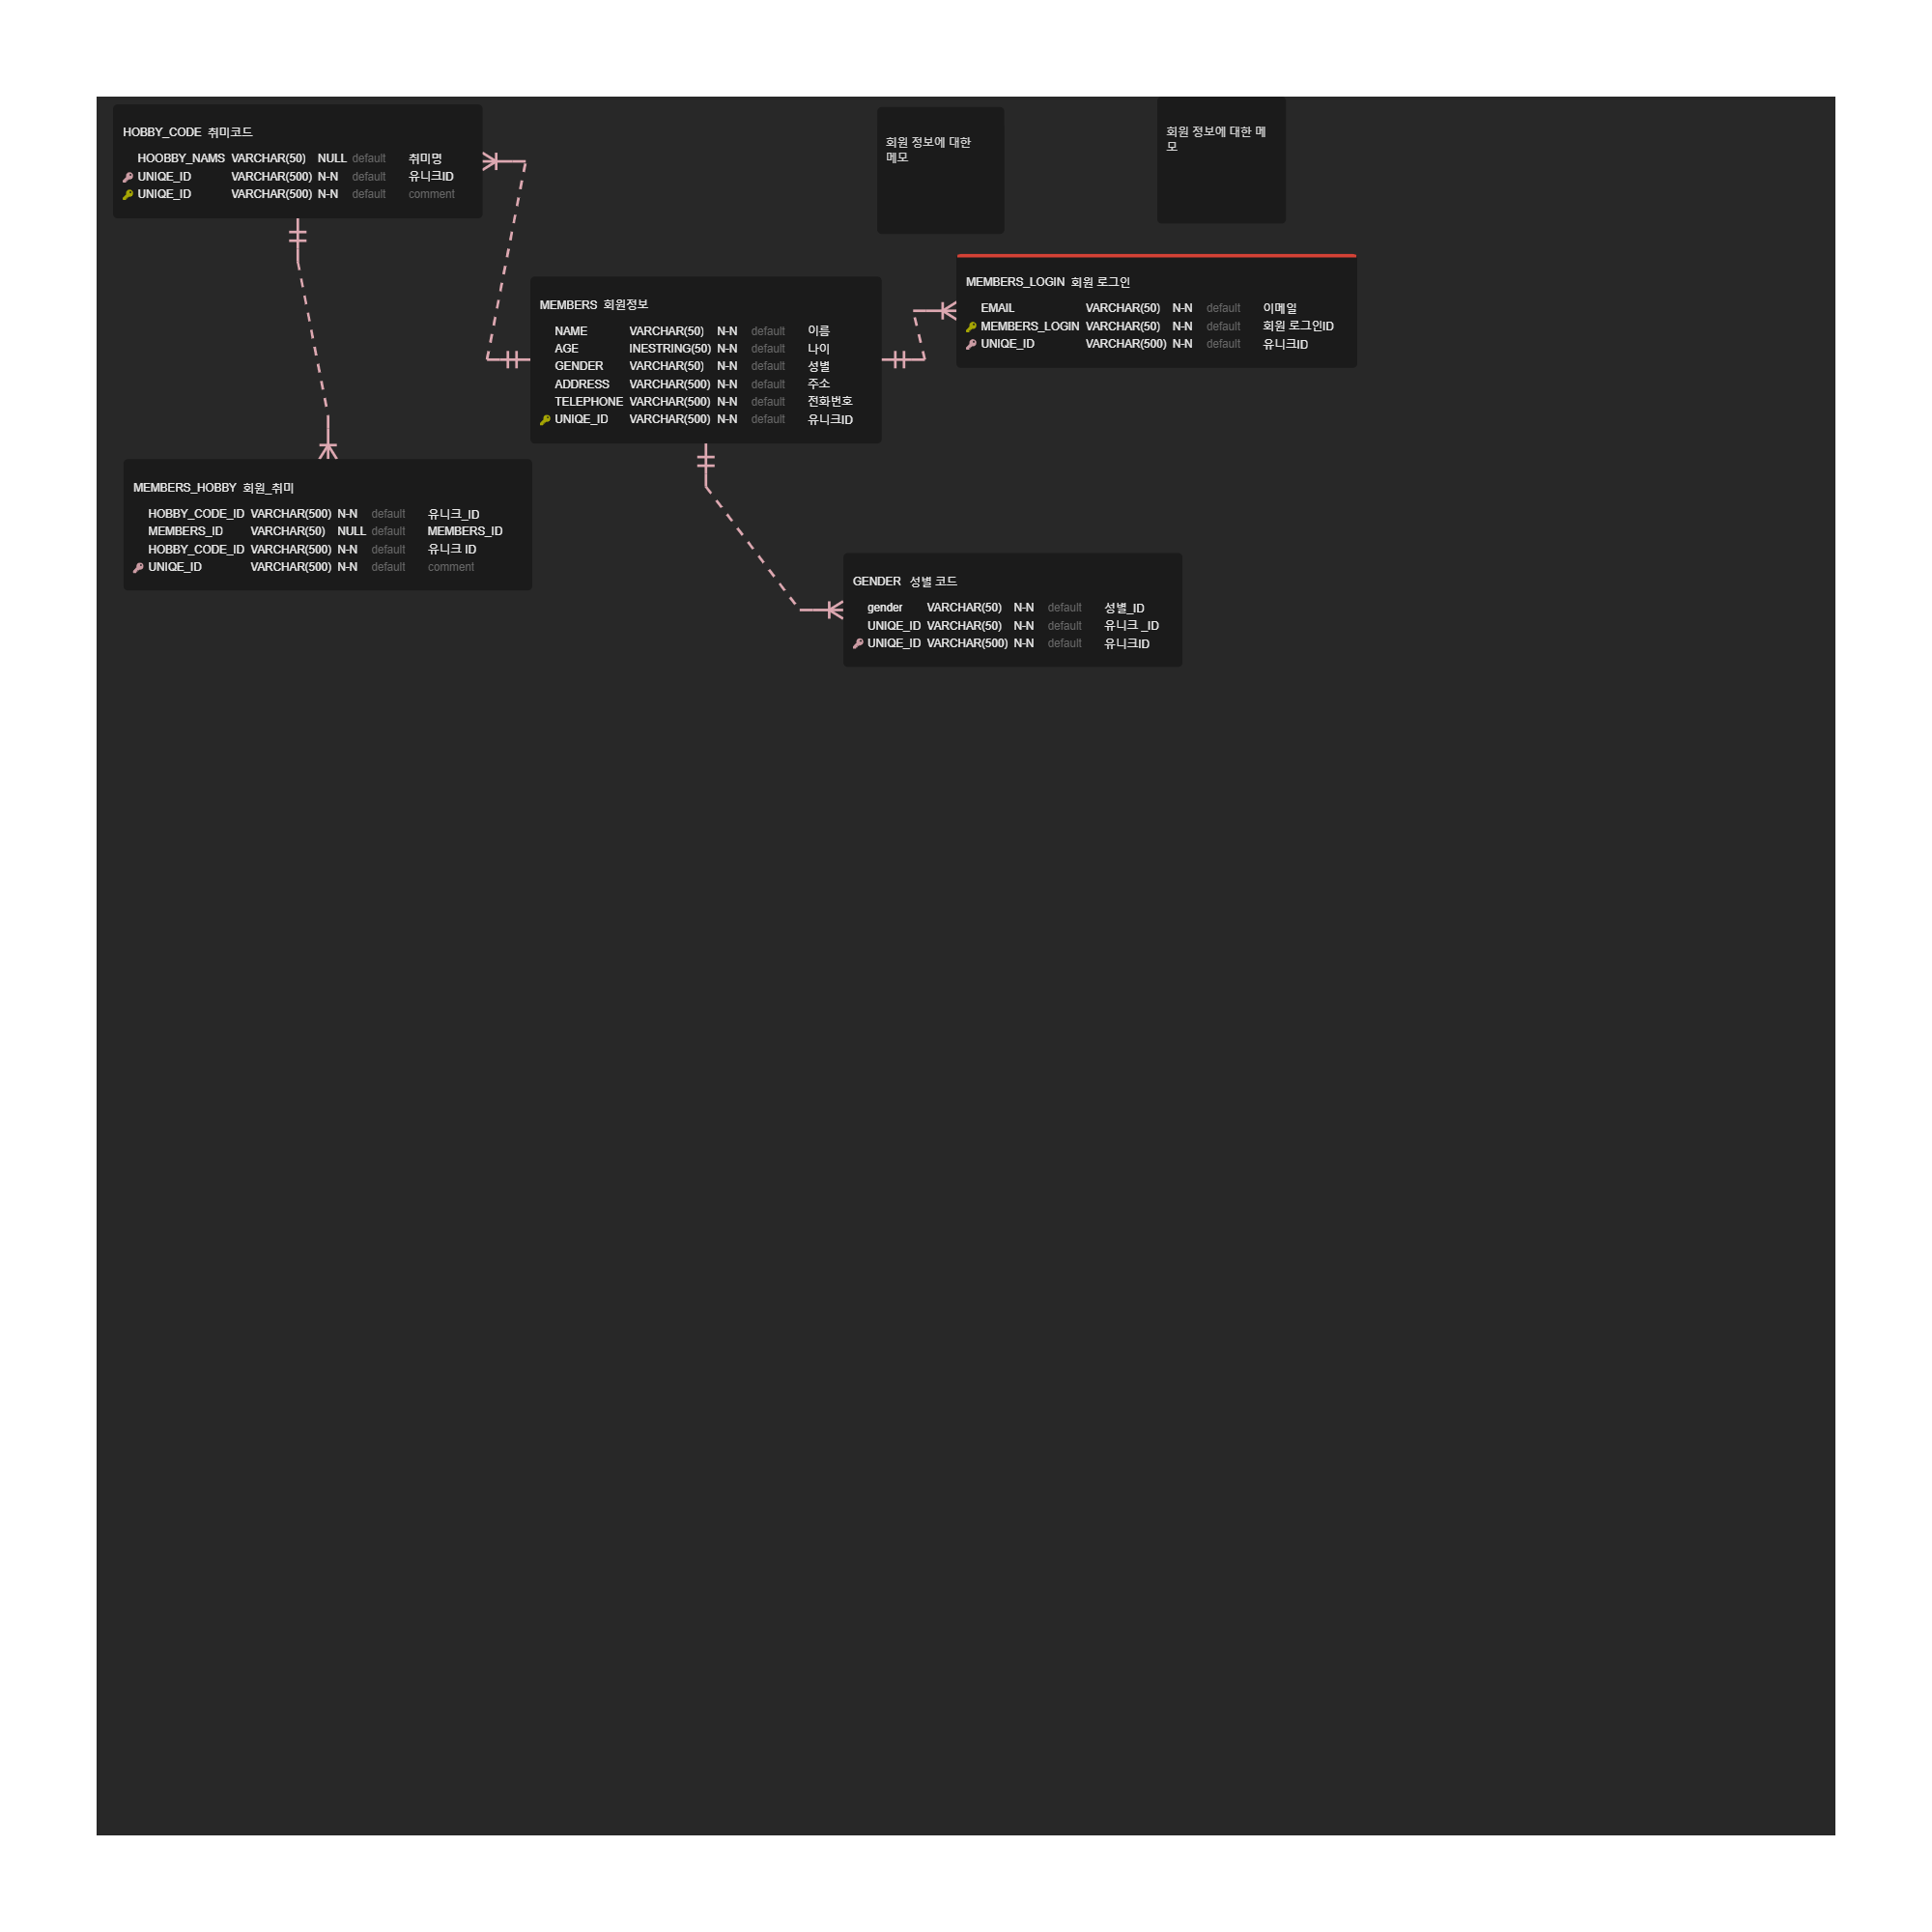 HOBBY_CODE 취미코드
HOOBBY_NAMS VARCHAR(50) NULL default 취미명
UNIQE_ID VARCHAR(500) N-N default 유니크ID
UNIQE_ID VARCHAR(500) N-N default comment
회원 정보에 대한
메모
회원 정보에 대한 메
모
MEMBERS 회원정보
NAME VARCHAR(50) N-N default 이름
AGE INESTRING(50) N-N default 나이
GENDER VARCHAR(50) N-N default 성별
ADDRESS VARCHAR(500) N-N default 주소
TELEPHONE VARCHAR(500) N-N default 전화번호
UNIQE_ID VARCHAR(500) N-N default 유니크ID
MEMBERS_LOGIN 회원 로그인
EMAIL VARCHAR(50) N-N default 이메일
MEMBERS_LOGIN VARCHAR(50) N-N default 회원 로그인ID
UNIQE_ID VARCHAR(500) N-N default 유니크ID
MEMBERS_HOBBY 회원_취미
HOBBY_CODE_ID VARCHAR(500) N-N default 유니크_ID
MEMBERS_ID VARCHAR(50) NULL default MEMBERS_ID
HOBBY_CODE_ID VARCHAR(500) N-N default 유니크 ID
UNIQE_ID VARCHAR(500) N-N default comment
GENDER 성별 코드
gender VARCHAR(50) N-N default 성별_ID
UNIQE_ID VARCHAR(50) N-N default 유니크 _ID
UNIQE_ID VARCHAR(500) N-N default 유니크ID